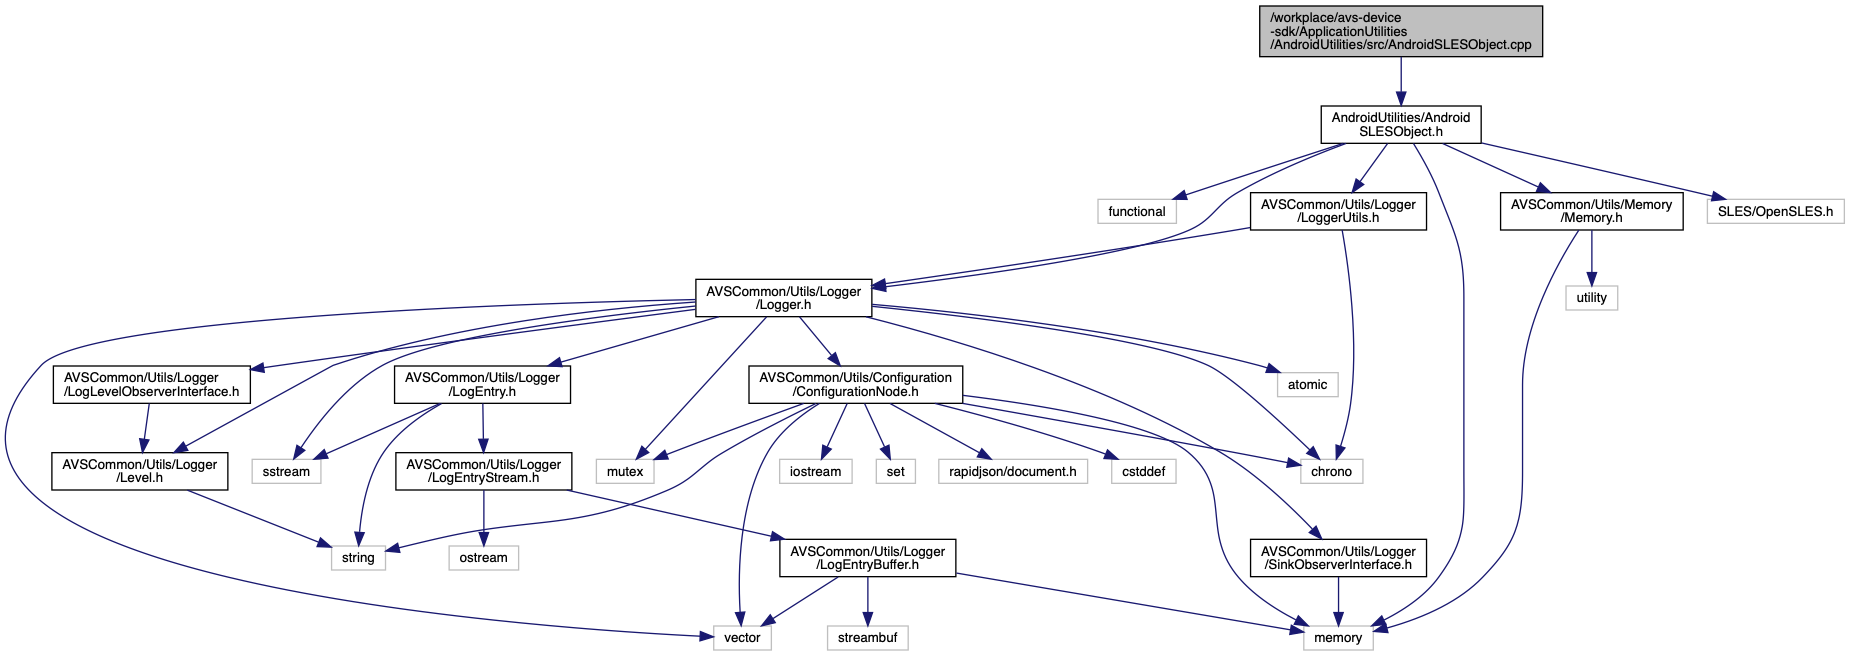 /workplace/avs-device
-sdk/ApplicationUtilities
/AndroidUtilities/src/AndroidSLESObject.cpp
AndroidUtilities/Android
SLESObject.h
functional
AVSCommon/Utils/Logger
/LoggerUtils.h
AVSCommon/Utils/Memory
/Memory.h
SLES/OpenSLES.h
AVSCommon/Utils/Logger
/Logger.h
utility
AVSCommon/Utils/Logger
/LogLevelObserverInterface.h
AVSCommon/Utils/Logger
/LogEntry.h
AVSCommon/Utils/Configuration
/ConfigurationNode.h
atomic
AVSCommon/Utils/Logger
/Level.h
sstream
AVSCommon/Utils/Logger
/LogEntryStream.h
mutex
iostream
set
rapidjson/document.h
cstddef
chrono
string
ostream
AVSCommon/Utils/Logger
/LogEntryBuffer.h
AVSCommon/Utils/Logger
/SinkObserverInterface.h
vector
streambuf
memory